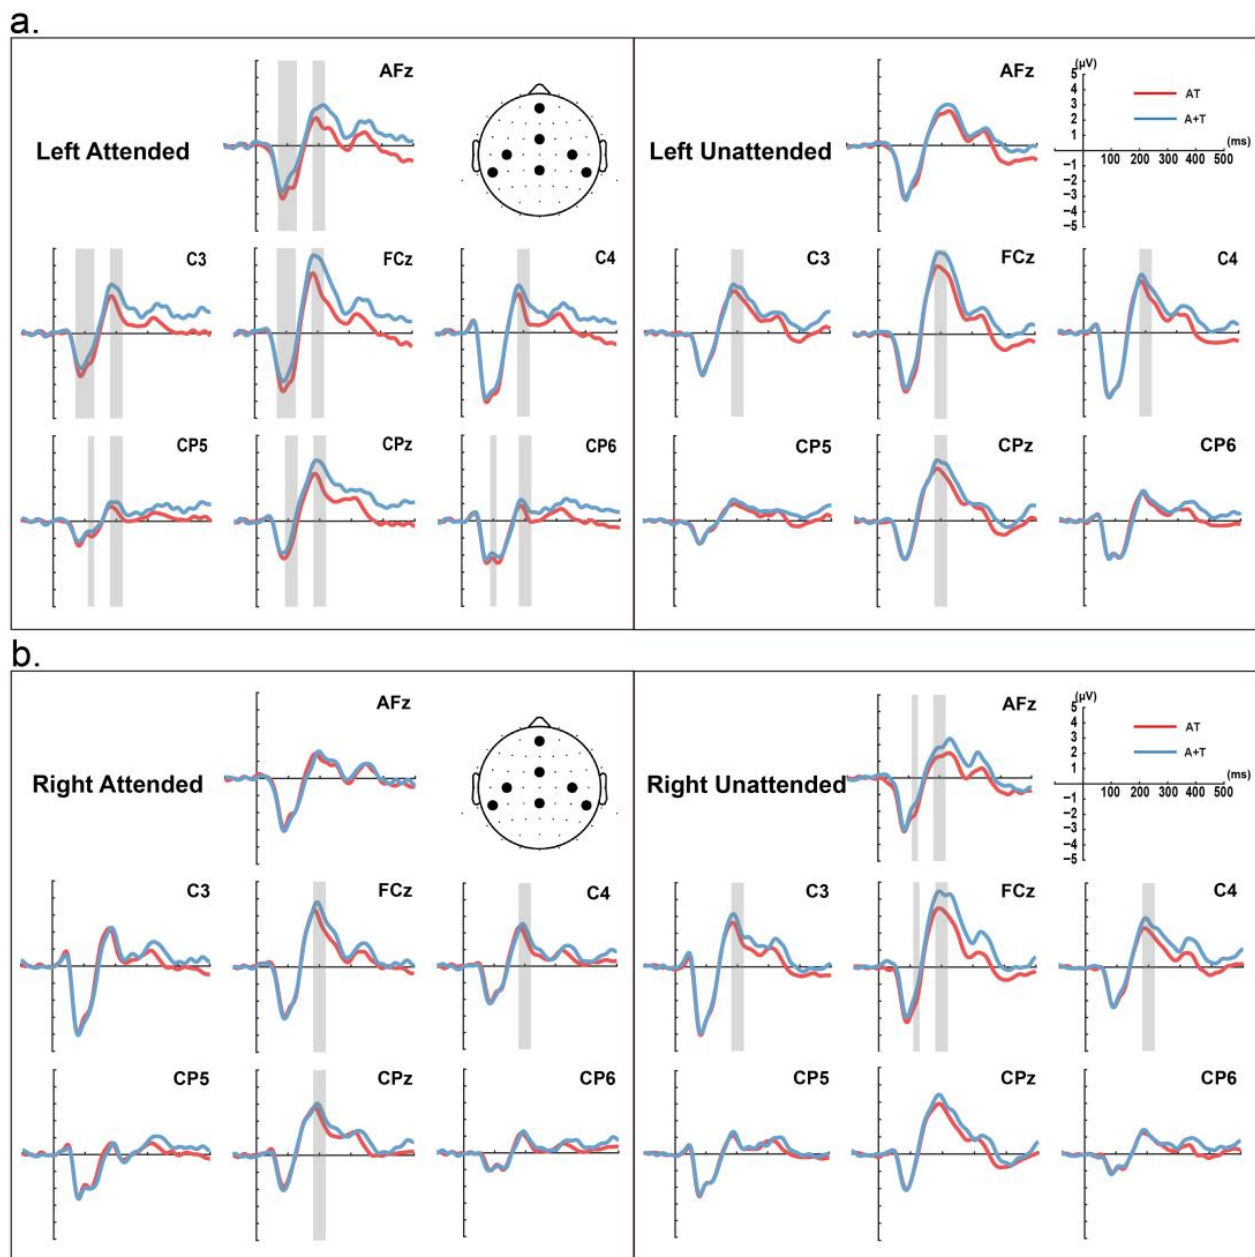 a.
Left Attended
AFz
C3
FCz
C4
CP5
CPz
CP6
Left Unattended
AFz
(μV)
5
4
3
2
1
−1
−2
−3
−4
−5
100 200 300 400 500
(ms)
AT
A+T
C3
FCz
C4
CP5
CPz
CP6
b.
Right Attended
AFz
C3
FCz
C4
CP5
CPz
CP6
Right Unattended
AFz
(μV)
5
4
3
2
1
−1
−2
−3
−4
−5
100 200 300 400 500
(ms)
AT
A+T
C3
FCz
C4
CP5
CPz
CP6